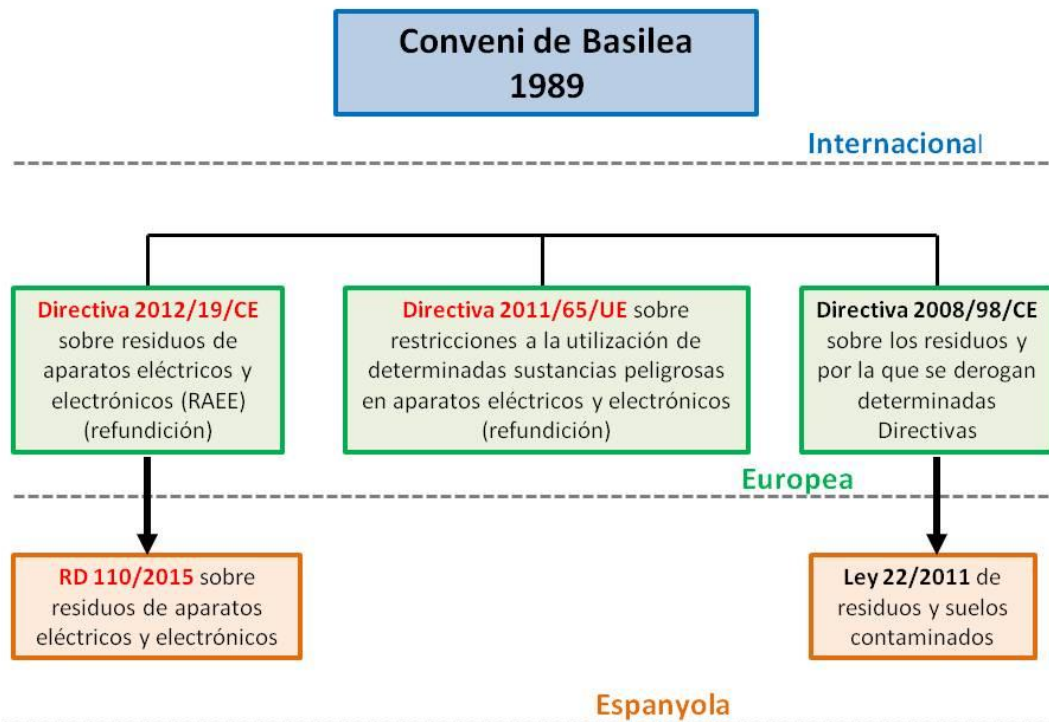 Conveni de Basilea
1989
Internacional
Directiva 2012/19/CE
sobre residuos de
aparatos eléctricos y
electrónicos (RAEE)
(refundición)
Directiva 2011/65/UE sobre
restricciones a la utilización de
determinadas sustancias peligrosas
en aparatos eléctricos y electrónicos
(refundición)
Directiva 2008/98/CE
sobre los residuos y
por la que se derogan
determinadas
Directivas
Europea
RD 110/2015 sobre
residuos de aparatos
eléctricos y electrónicos
Ley 22/2011 de
residuos y suelos
contaminados
Espanyola